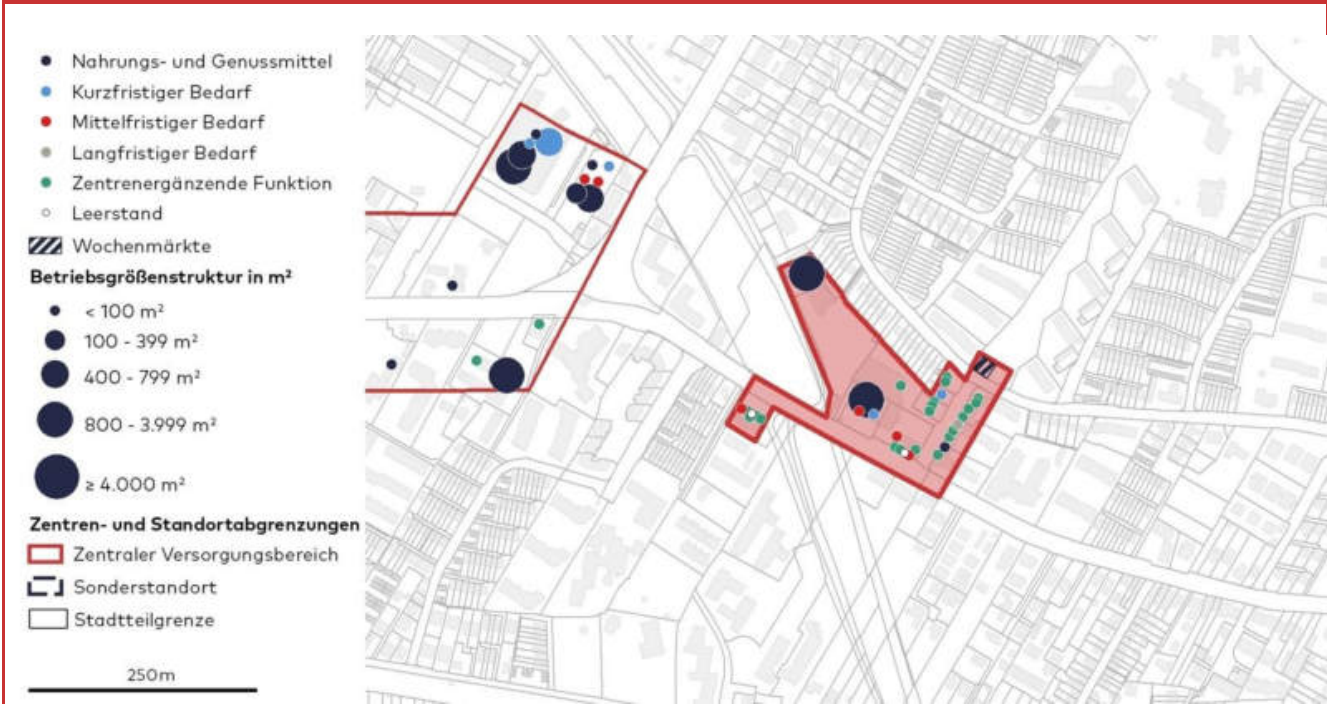 Nahrungs- und Genussmittel
Kurzfristiger Bedarf
Mittelfristiger Bedarf
Langfristiger Bedarf
Zentrenergänzende Funktion
Leerstand
Wochenmärkte
Betriebsgrößenstruktur in m²
< 100 m²
100 - 399 m²
400 - 799 m²
800 - 3.999 m²
≥ 4.000 m²
Zentren- und Standortabgrenzungen
Zentraler Versorgungsbereich
Sonderstandort
Stadtteilgrenze
250m